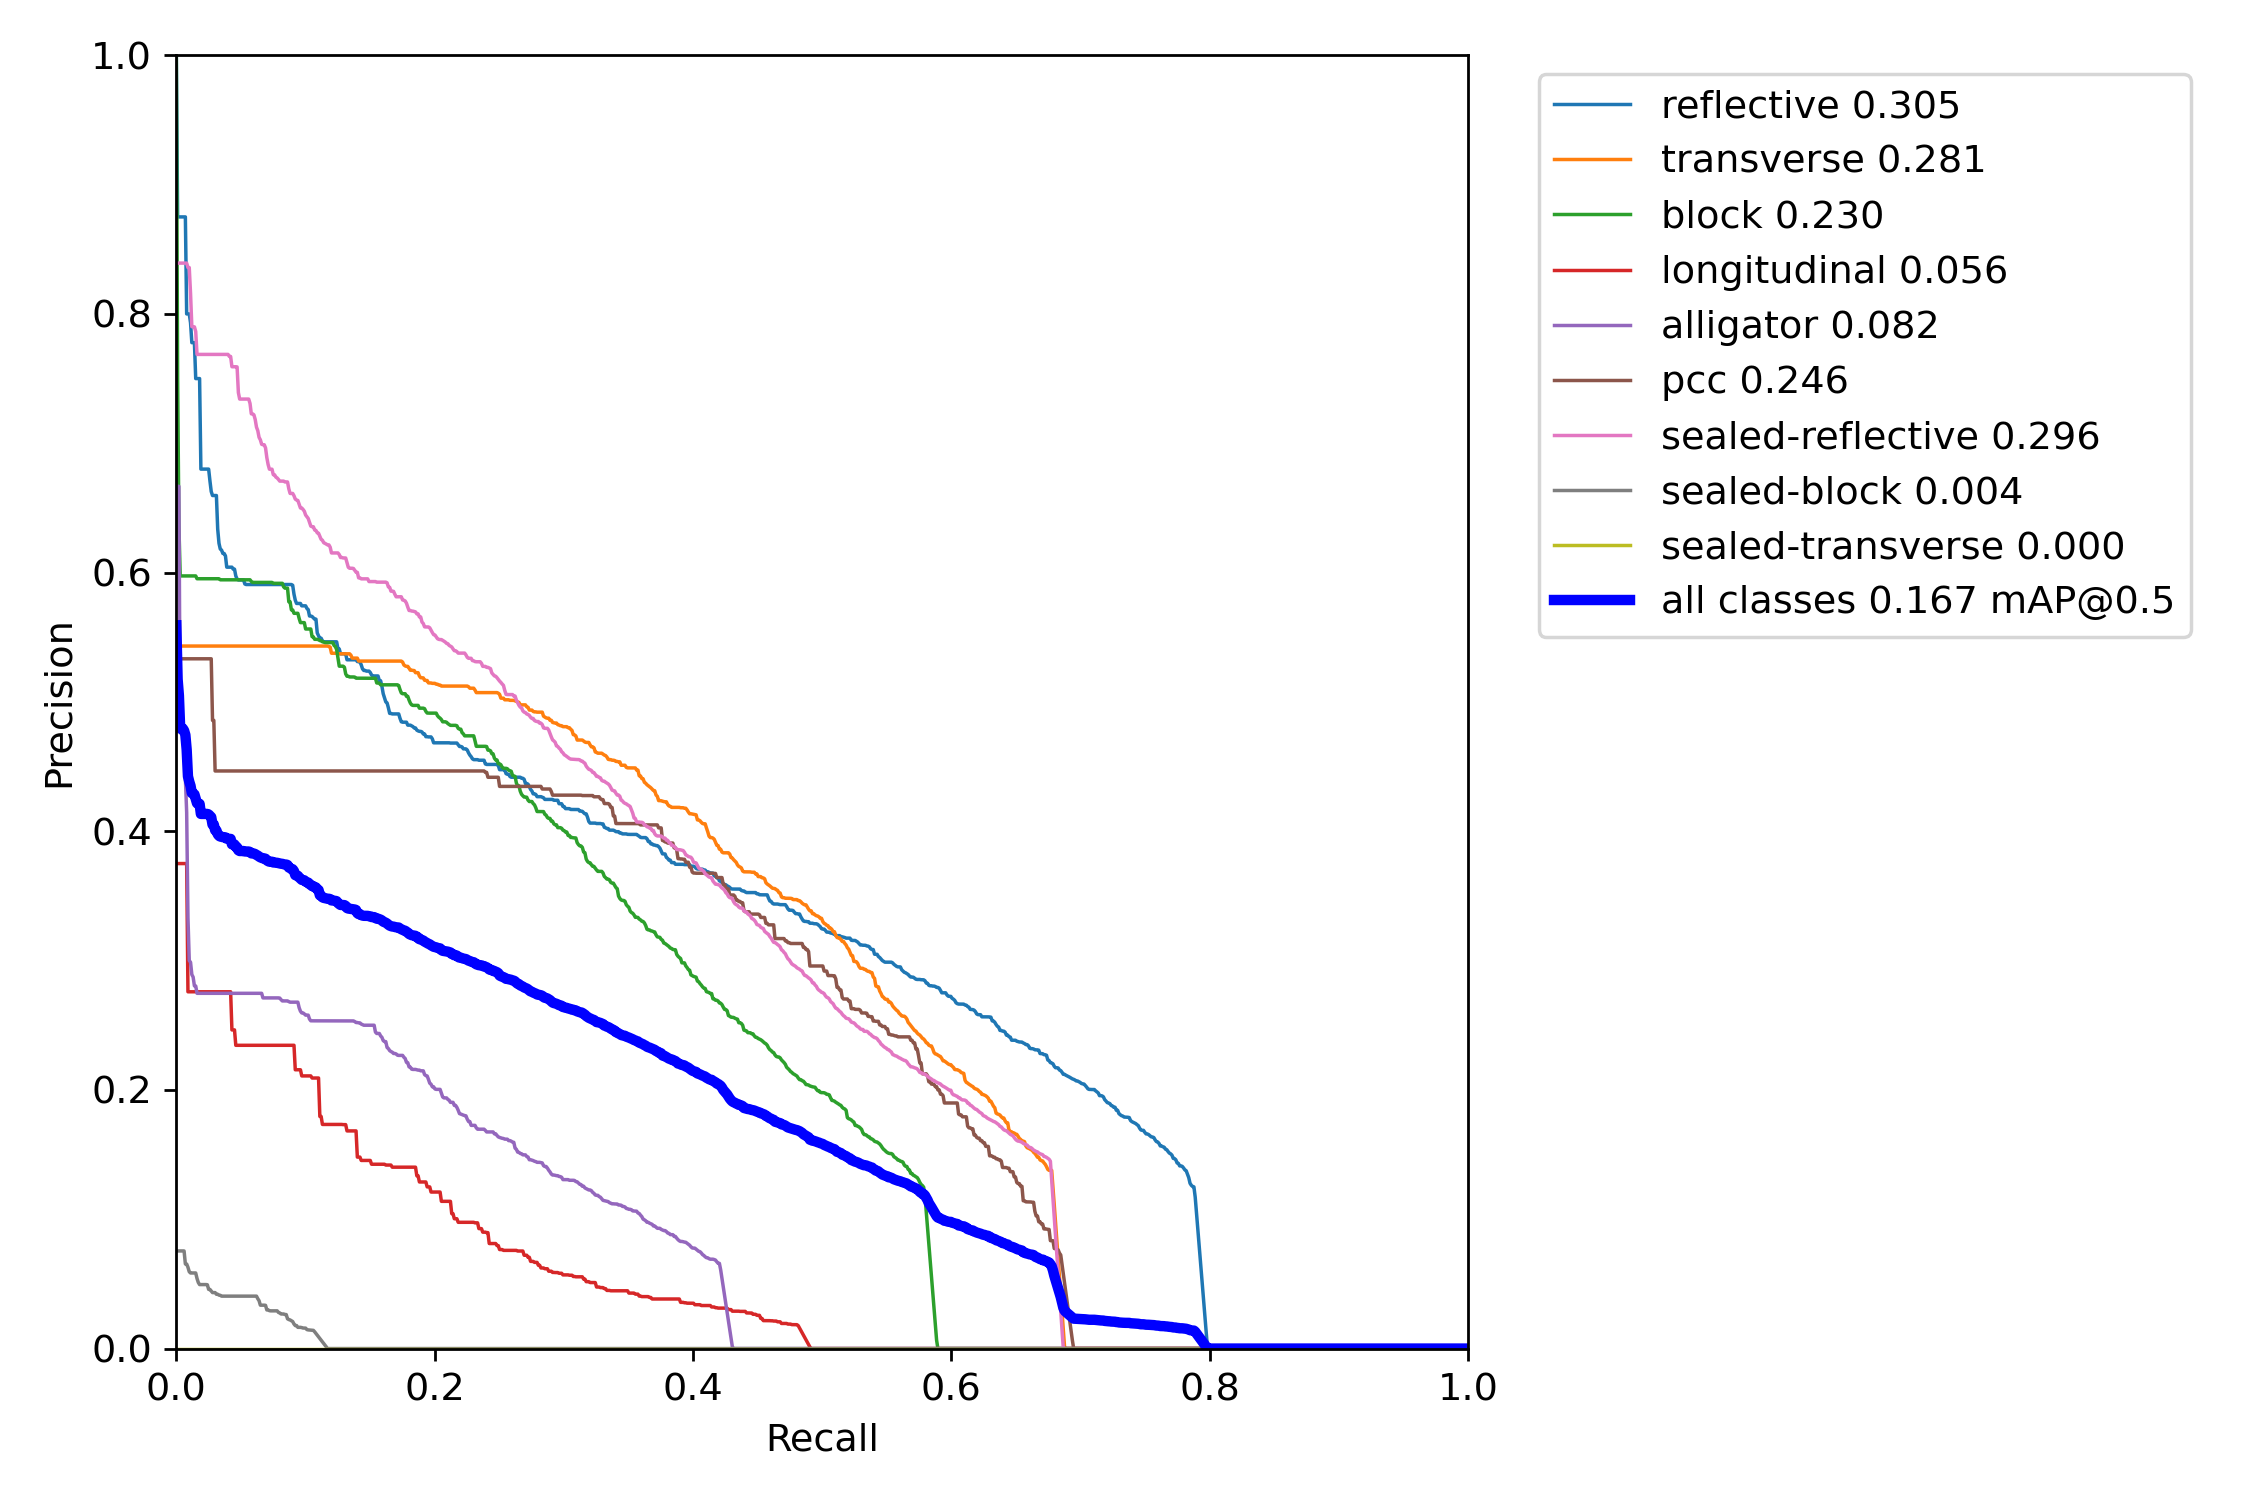 1.0
0.8
0.6
0.4
0.2
0.0
0.0 0.2 0.4 0.6 0.8 1.0
Precision
Recall
reflective 0.305
transverse 0.281
block 0.230
longitudinal 0.056
alligator 0.082
pcc 0.246
sealed-reflective 0.296
sealed-block 0.004
sealed-transverse 0.000
all classes 0.167 mAP@0.5